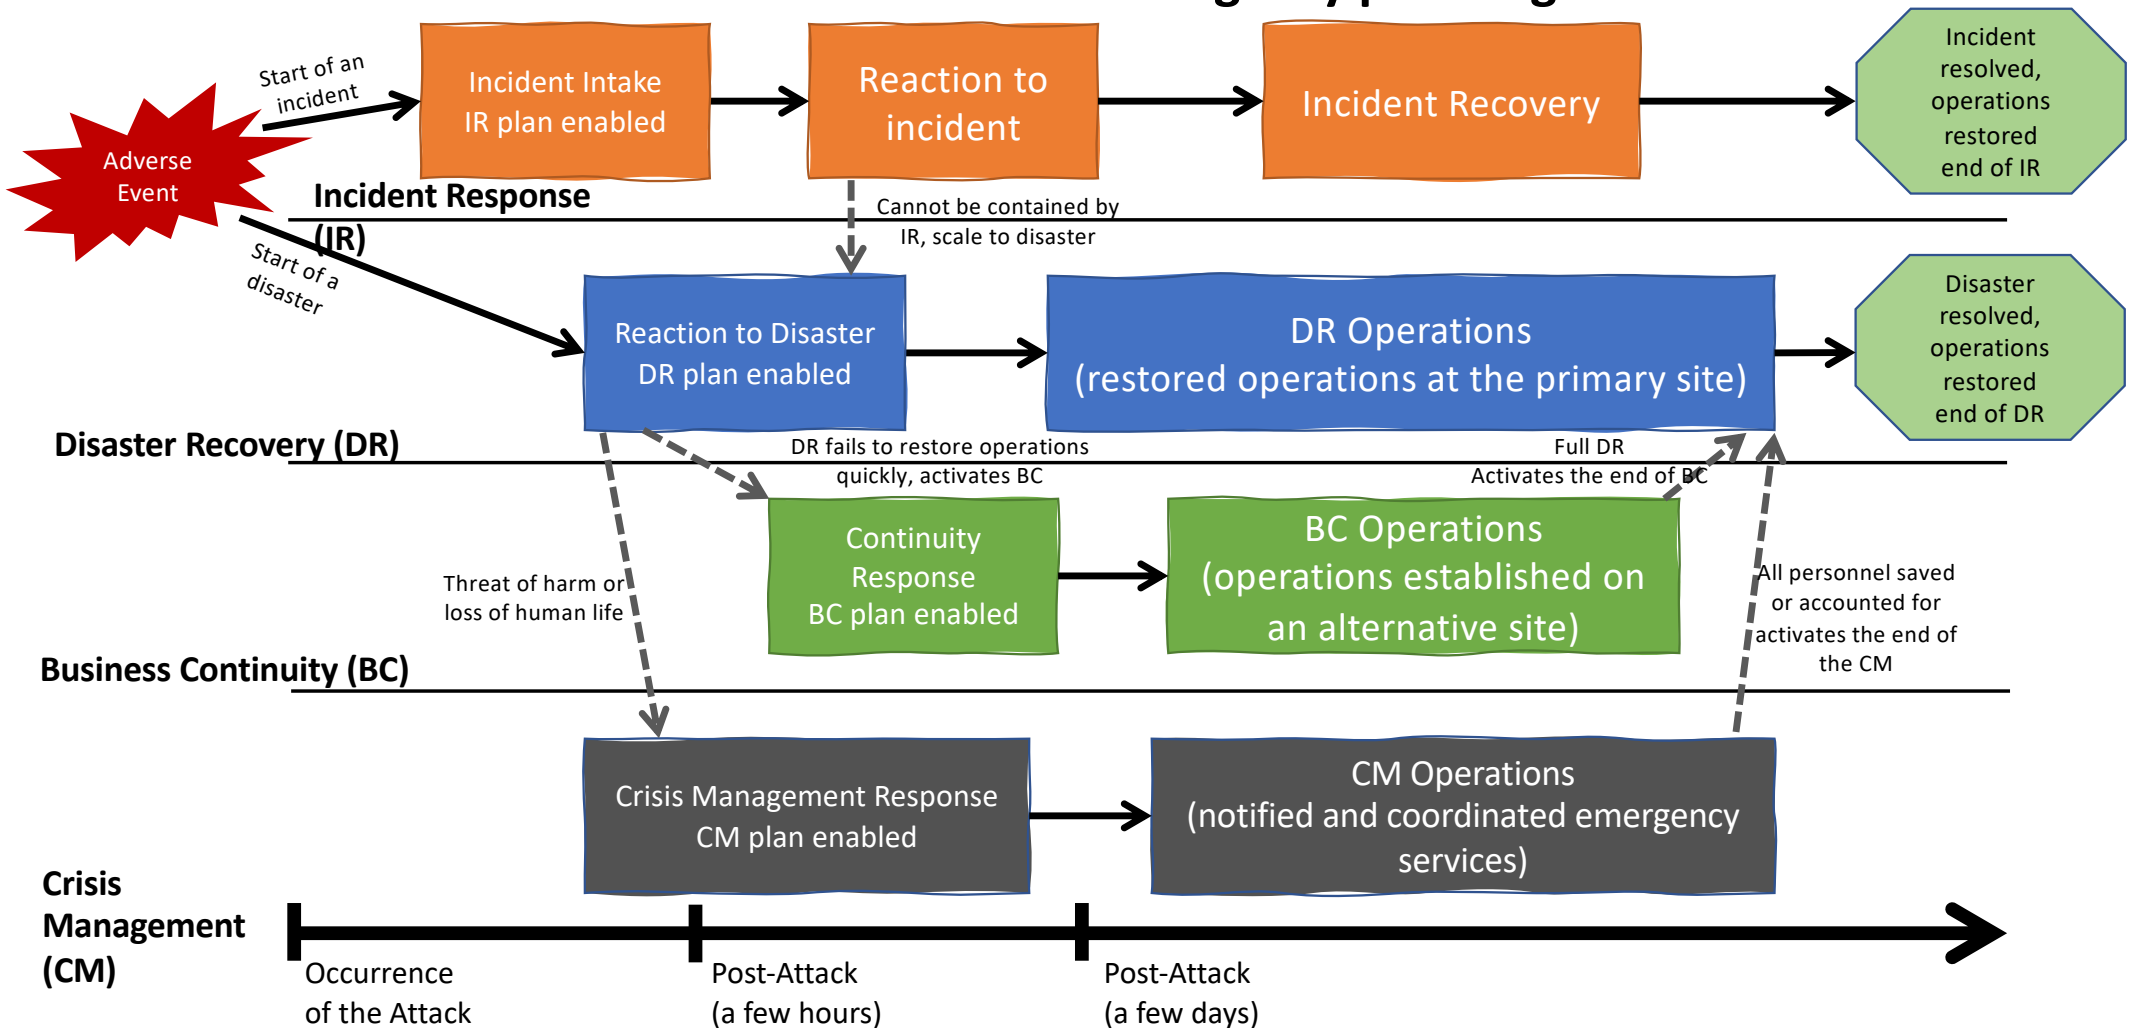 Start of an
incident
Incident Intake
IR plan enabled
Reaction to
incident
Incident Recovery
Incident
resolved,
operations
restored
end of IR
Adverse
Event
Incident Response
(IR)
Cannot be contained by
IR, scale to disaster
Start of a
disaster
Reaction to Disaster
DR plan enabled
DR Operations
(restored operations at the primary site)
Disaster
resolved,
operations
restored
end of DR
Disaster Recovery (DR)
DR fails to restore operations
quickly, activates BC
Full DR
Activates the end of BC
Continuity
Response
BC plan enabled
BC Operations
(operations established on
an alternative site)
Threat of harm or
loss of human life
All personnel saved
or accounted for
activates the end of
the CM
Business Continuity (BC)
Crisis Management Response
CM plan enabled
CM Operations
(notified and coordinated emergency
services)
Crisis
Management
(CM)
Occurrence
of the Attack
Post-Attack
(a few hours)
Post-Attack
(a few days)